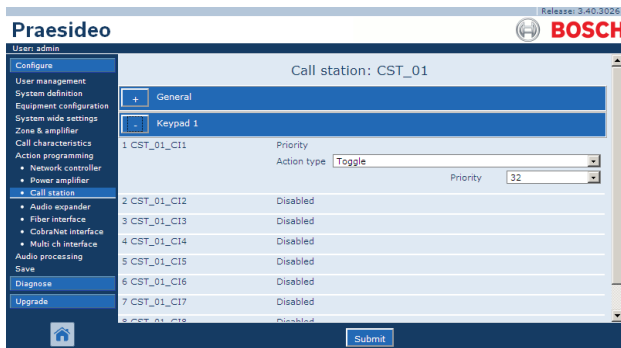 Release: 3.40.3026
Praesideo
BOSCH
User: admin
Configure
User management
System definition
Equipment configuration
System wide settings
Zone & amplifier
Call characteristics
Action programming
• Network controller
• Power amplifier
• Call station
• Audio expander
• Fiber interface
• CobraNet interface
• Multi ch interface
Audio processing
Save
Diagnose
Upgrade
Call station: CST_01
+ General
- Keypad 1
1 CST_01_CI1 Priority
Action type Toggle
Priority 32
2 CST_01_CI2 Disabled
3 CST_01_CI3 Disabled
4 CST_01_CI4 Disabled
5 CST_01_CI5 Disabled
6 CST_01_CI6 Disabled
7 CST_01_CI7 Disabled
8 CST_01_CI8 Disabled
Submit